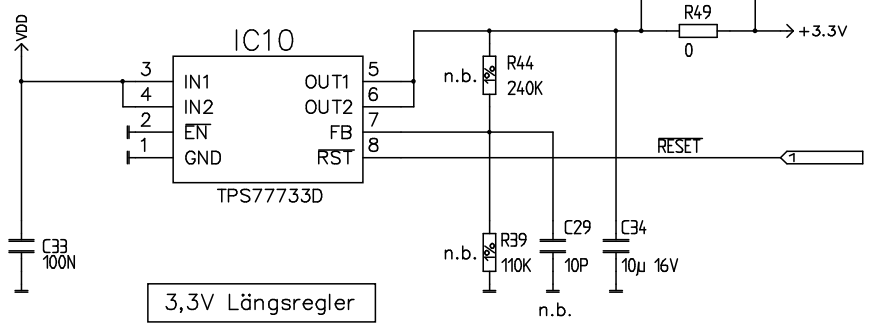 R49
VDD
+3.3V
0
IC10
3 IN1 OUT1 5
R44
n.b. 1%
240K
4 IN2 OUT2 6
2 EN FB 7
1 GND RST 8
RESET
1
TPS77733D
C33
100N
R39
n.b. 1%
110K
C29
10P
n.b.
C34
10µ 16V
3,3V Längsregler